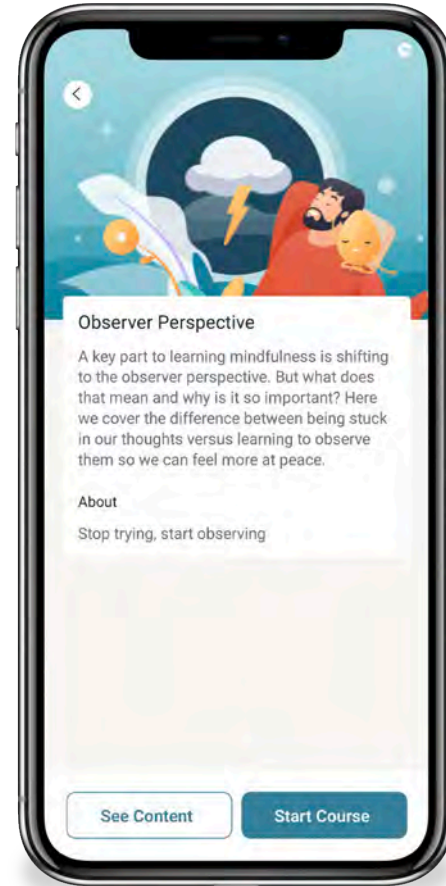 Observer Perspective
A key part to learning mindfulness is shifting
to the observer perspective. But what does
that mean and why is it so important? Here
we cover the difference between being stuck
in our thoughts versus learning to observe
them so we can feel more at peace.
About
Stop trying, start observing
See Content
Start Course